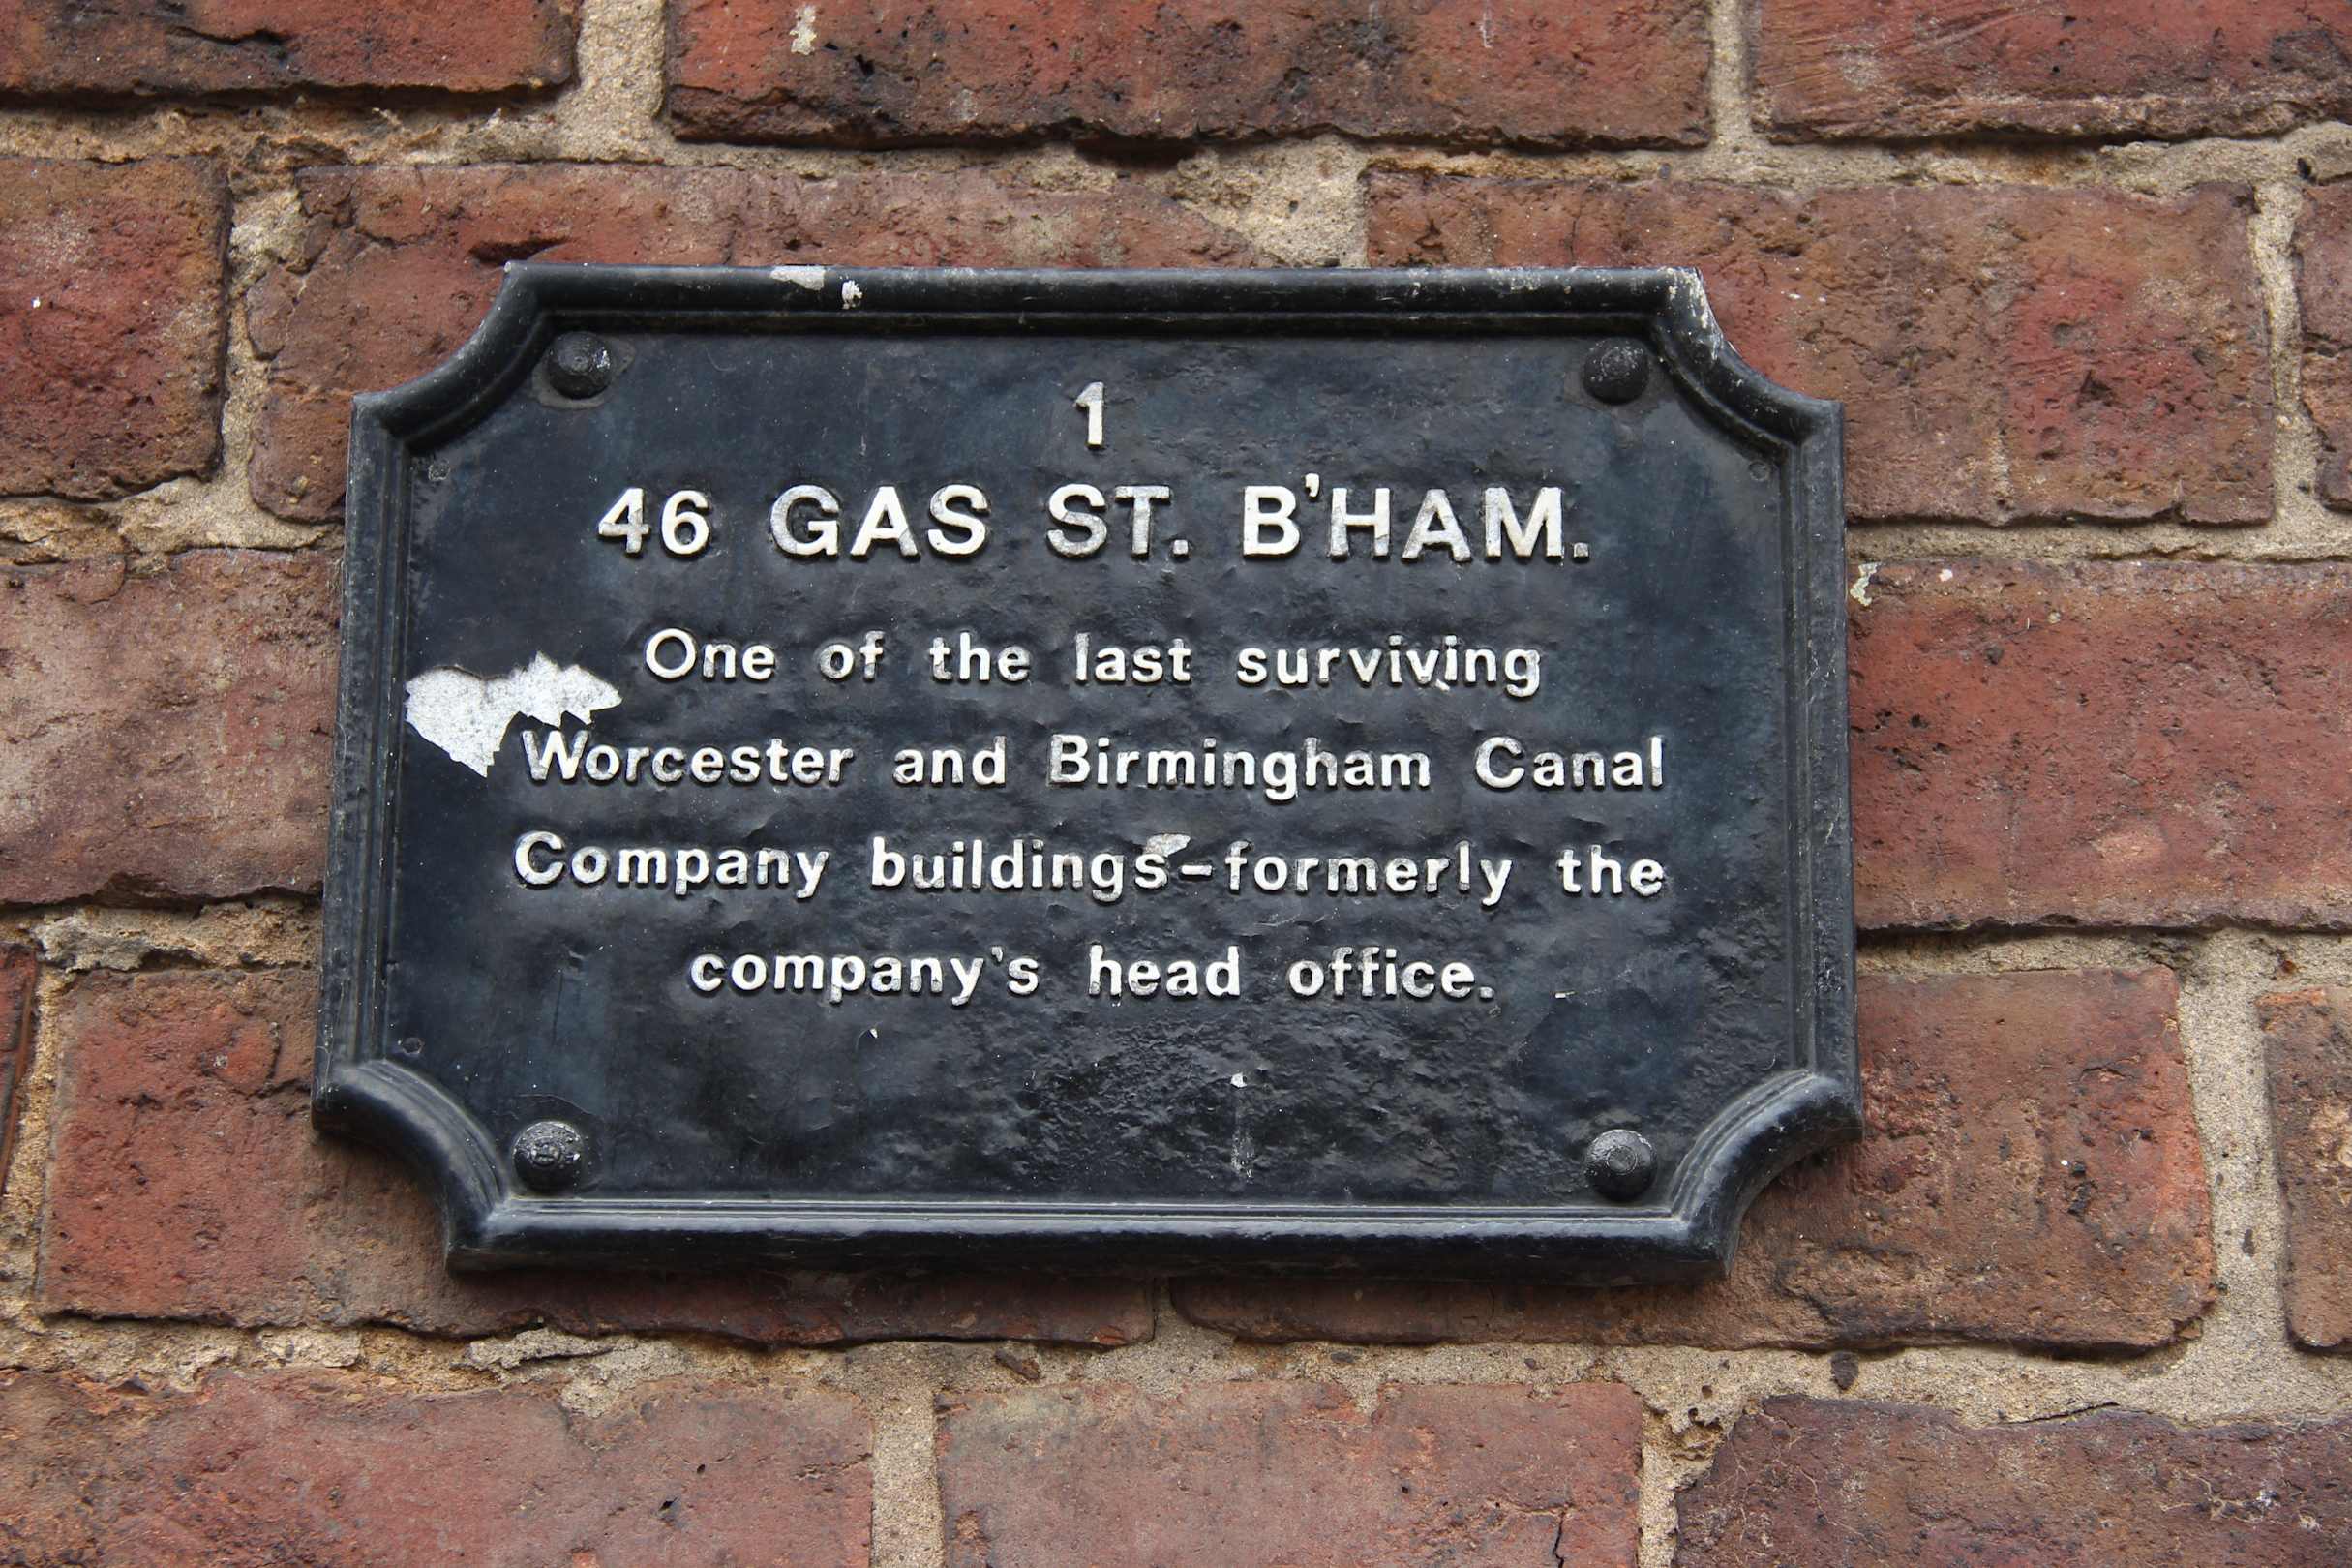 1
46 GAS ST. B'HAM.
One of the last surviving
Worcester and Birmingham Canal
Company buildings-formerly the
company's head office.